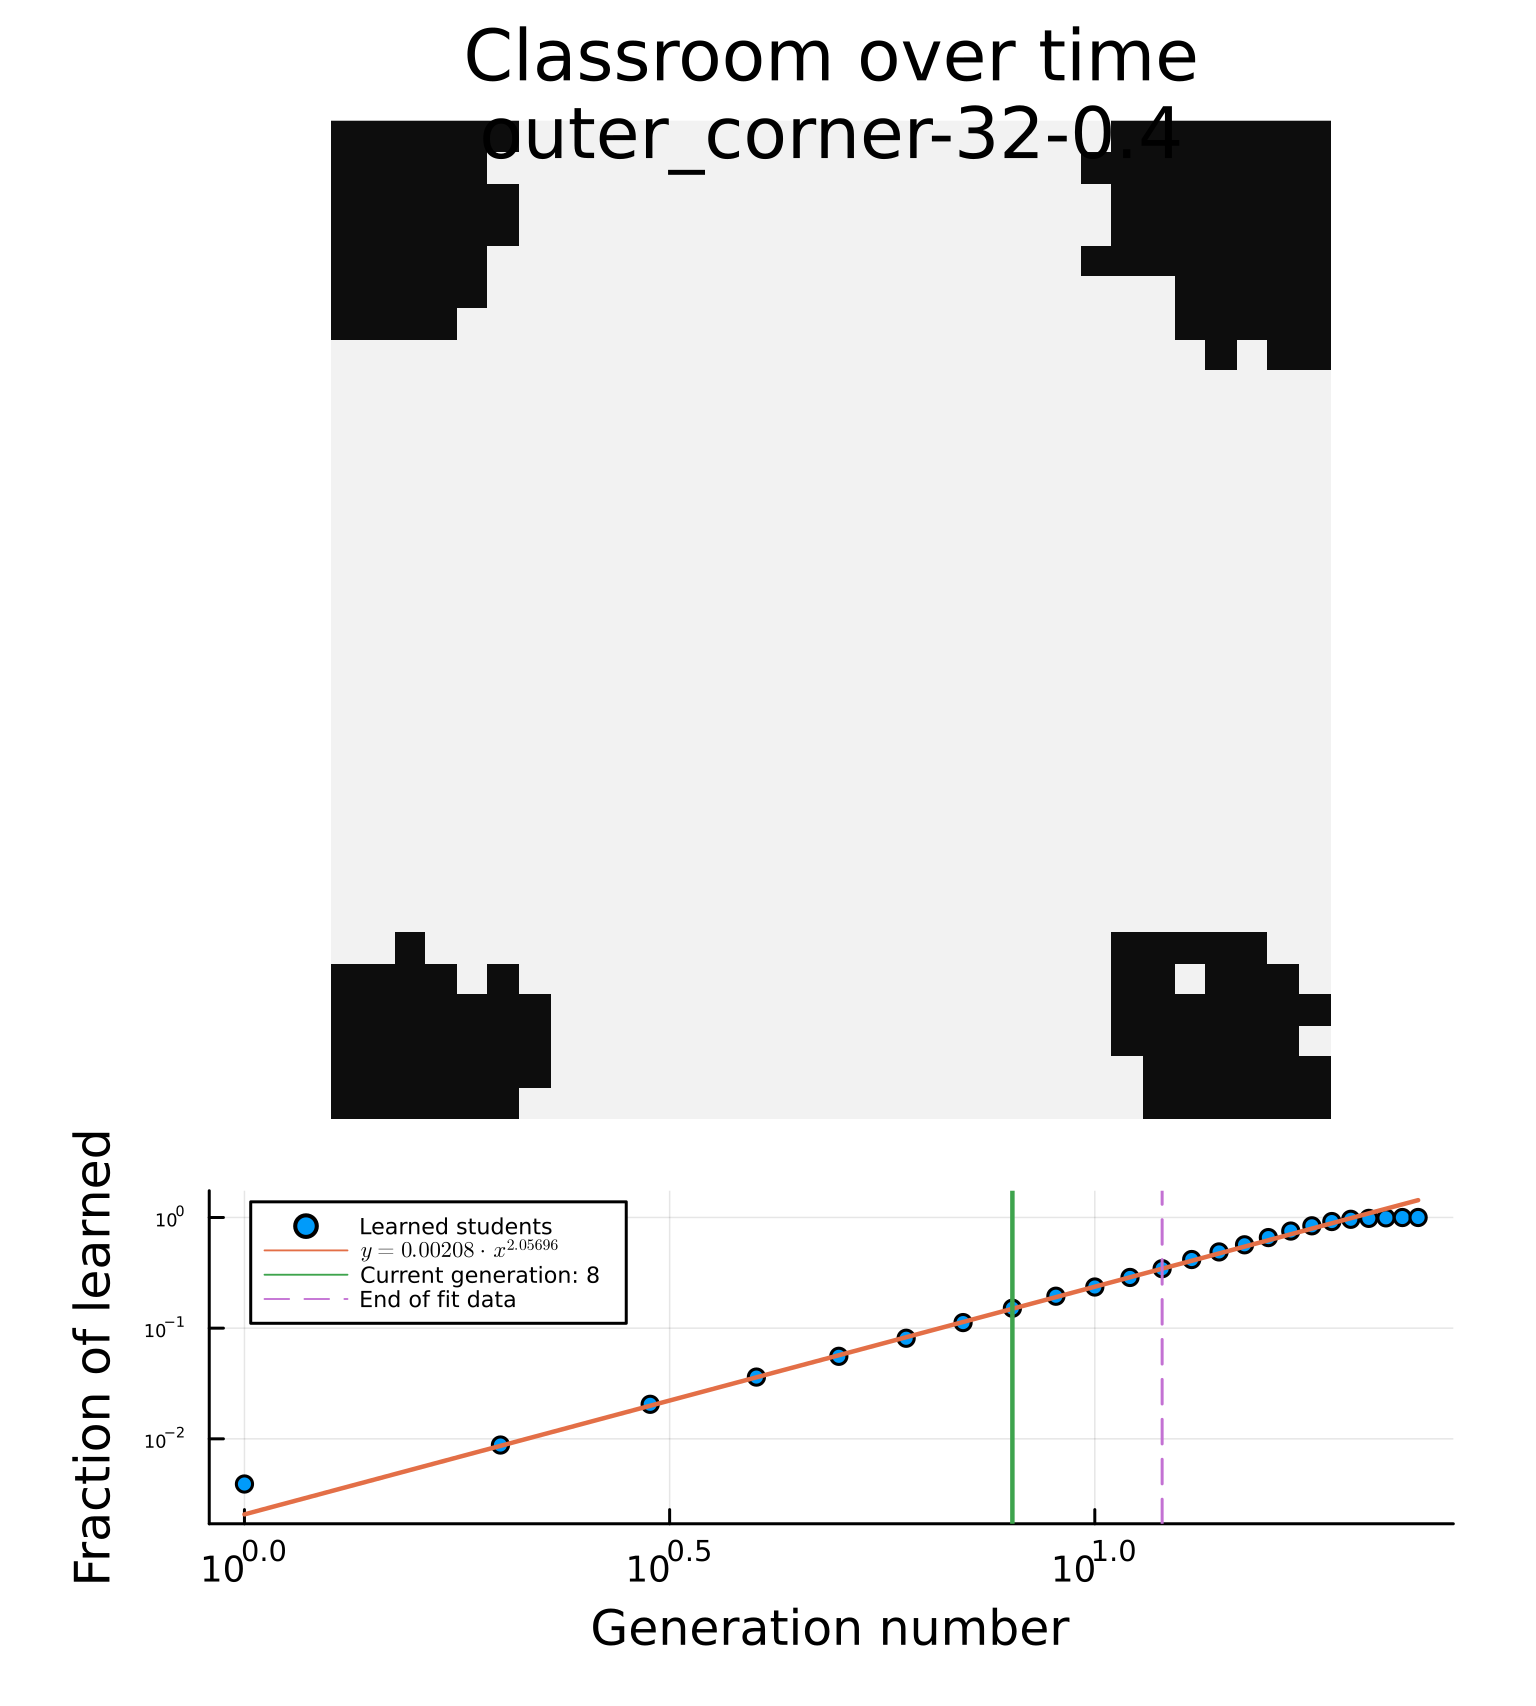 Classroom over time
outer_corner-32-0.4
Fraction of learned
10^0
10^-1
10^-2
Learned students
y = 0.00208 · x^2.05696
Current generation: 8
End of fit data
10^0.0 10^0.5 10^1.0
Generation number